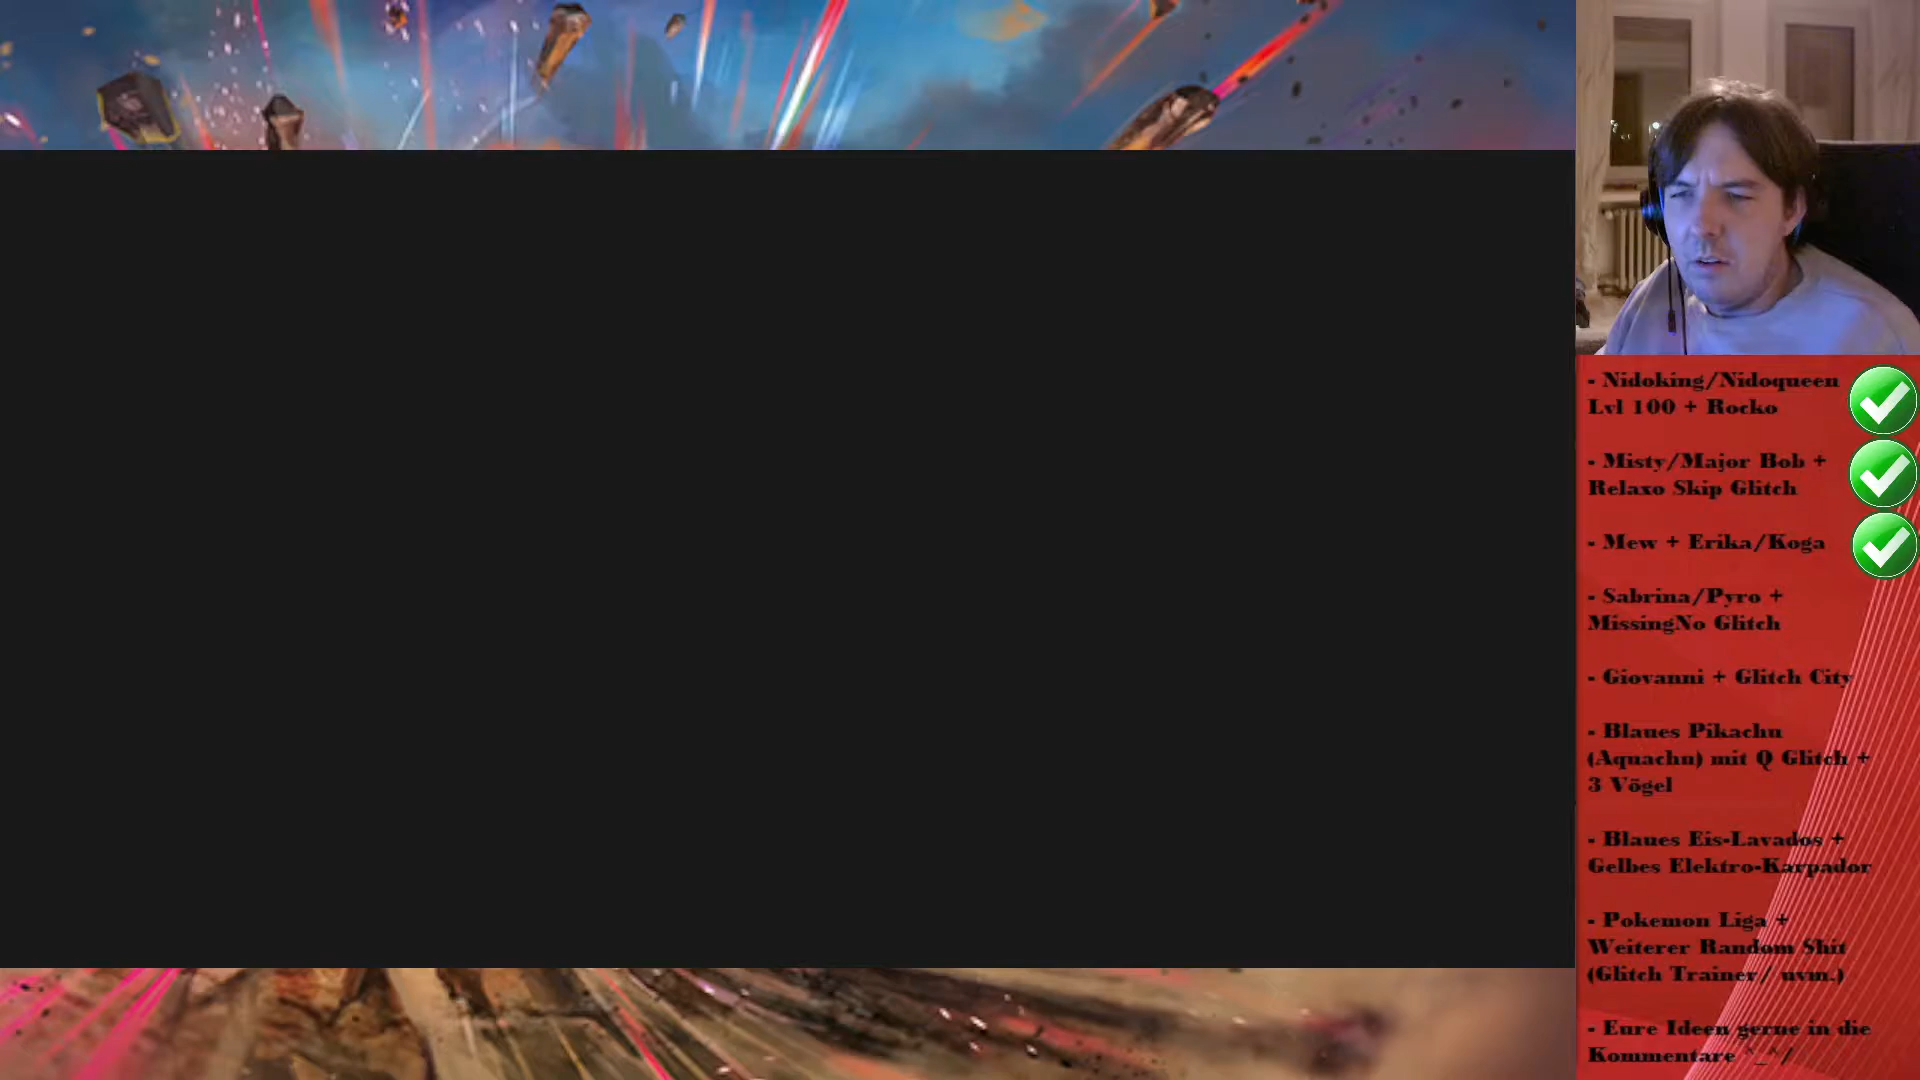 - Nidoking/Nidoqueen
Lvl 100 + Rocko
- Misty/Major Bob +
Relaxo Skip Glitch
- Mew + Erika/Koga
- Sabrina/Pyro +
MissingNo Glitch
- Giovanni + Glitch City
- Blaues Pikachu
(Aquachu) mit Q Glitch +
3 Vögel
- Blaues Eis-Lavados +
Gelbes Elektro-Karpador
- Pokemon Liga +
Weiterer Random Shit
(Glitch Trainer/ uvm.)
- Eure Ideen gerne in die
Kommentare ^_^/